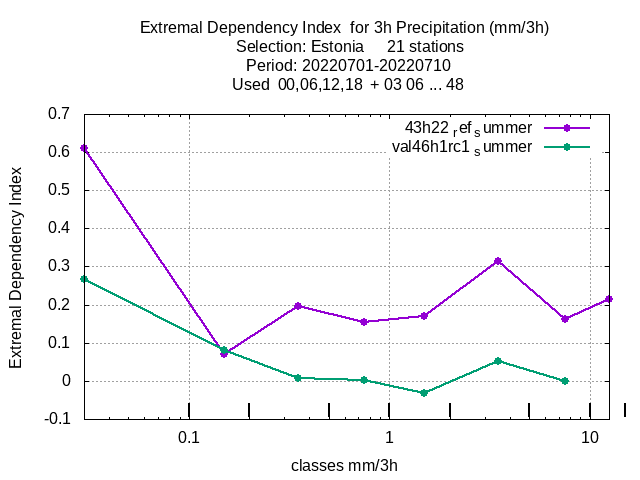 Extremal Dependency Index  for 3h Precipitation (mm/3h)
Selection: Estonia     21 stations
Period: 20220701-20220710
Used  00,06,12,18  + 03 06 ... 48
43h22 ref summer
val46h1rc1 summer
Extremal Dependency Index
0.7
0.6
0.5
0.4
0.3
0.2
0.1
0
-0.1
0.1
1
10
classes mm/3h